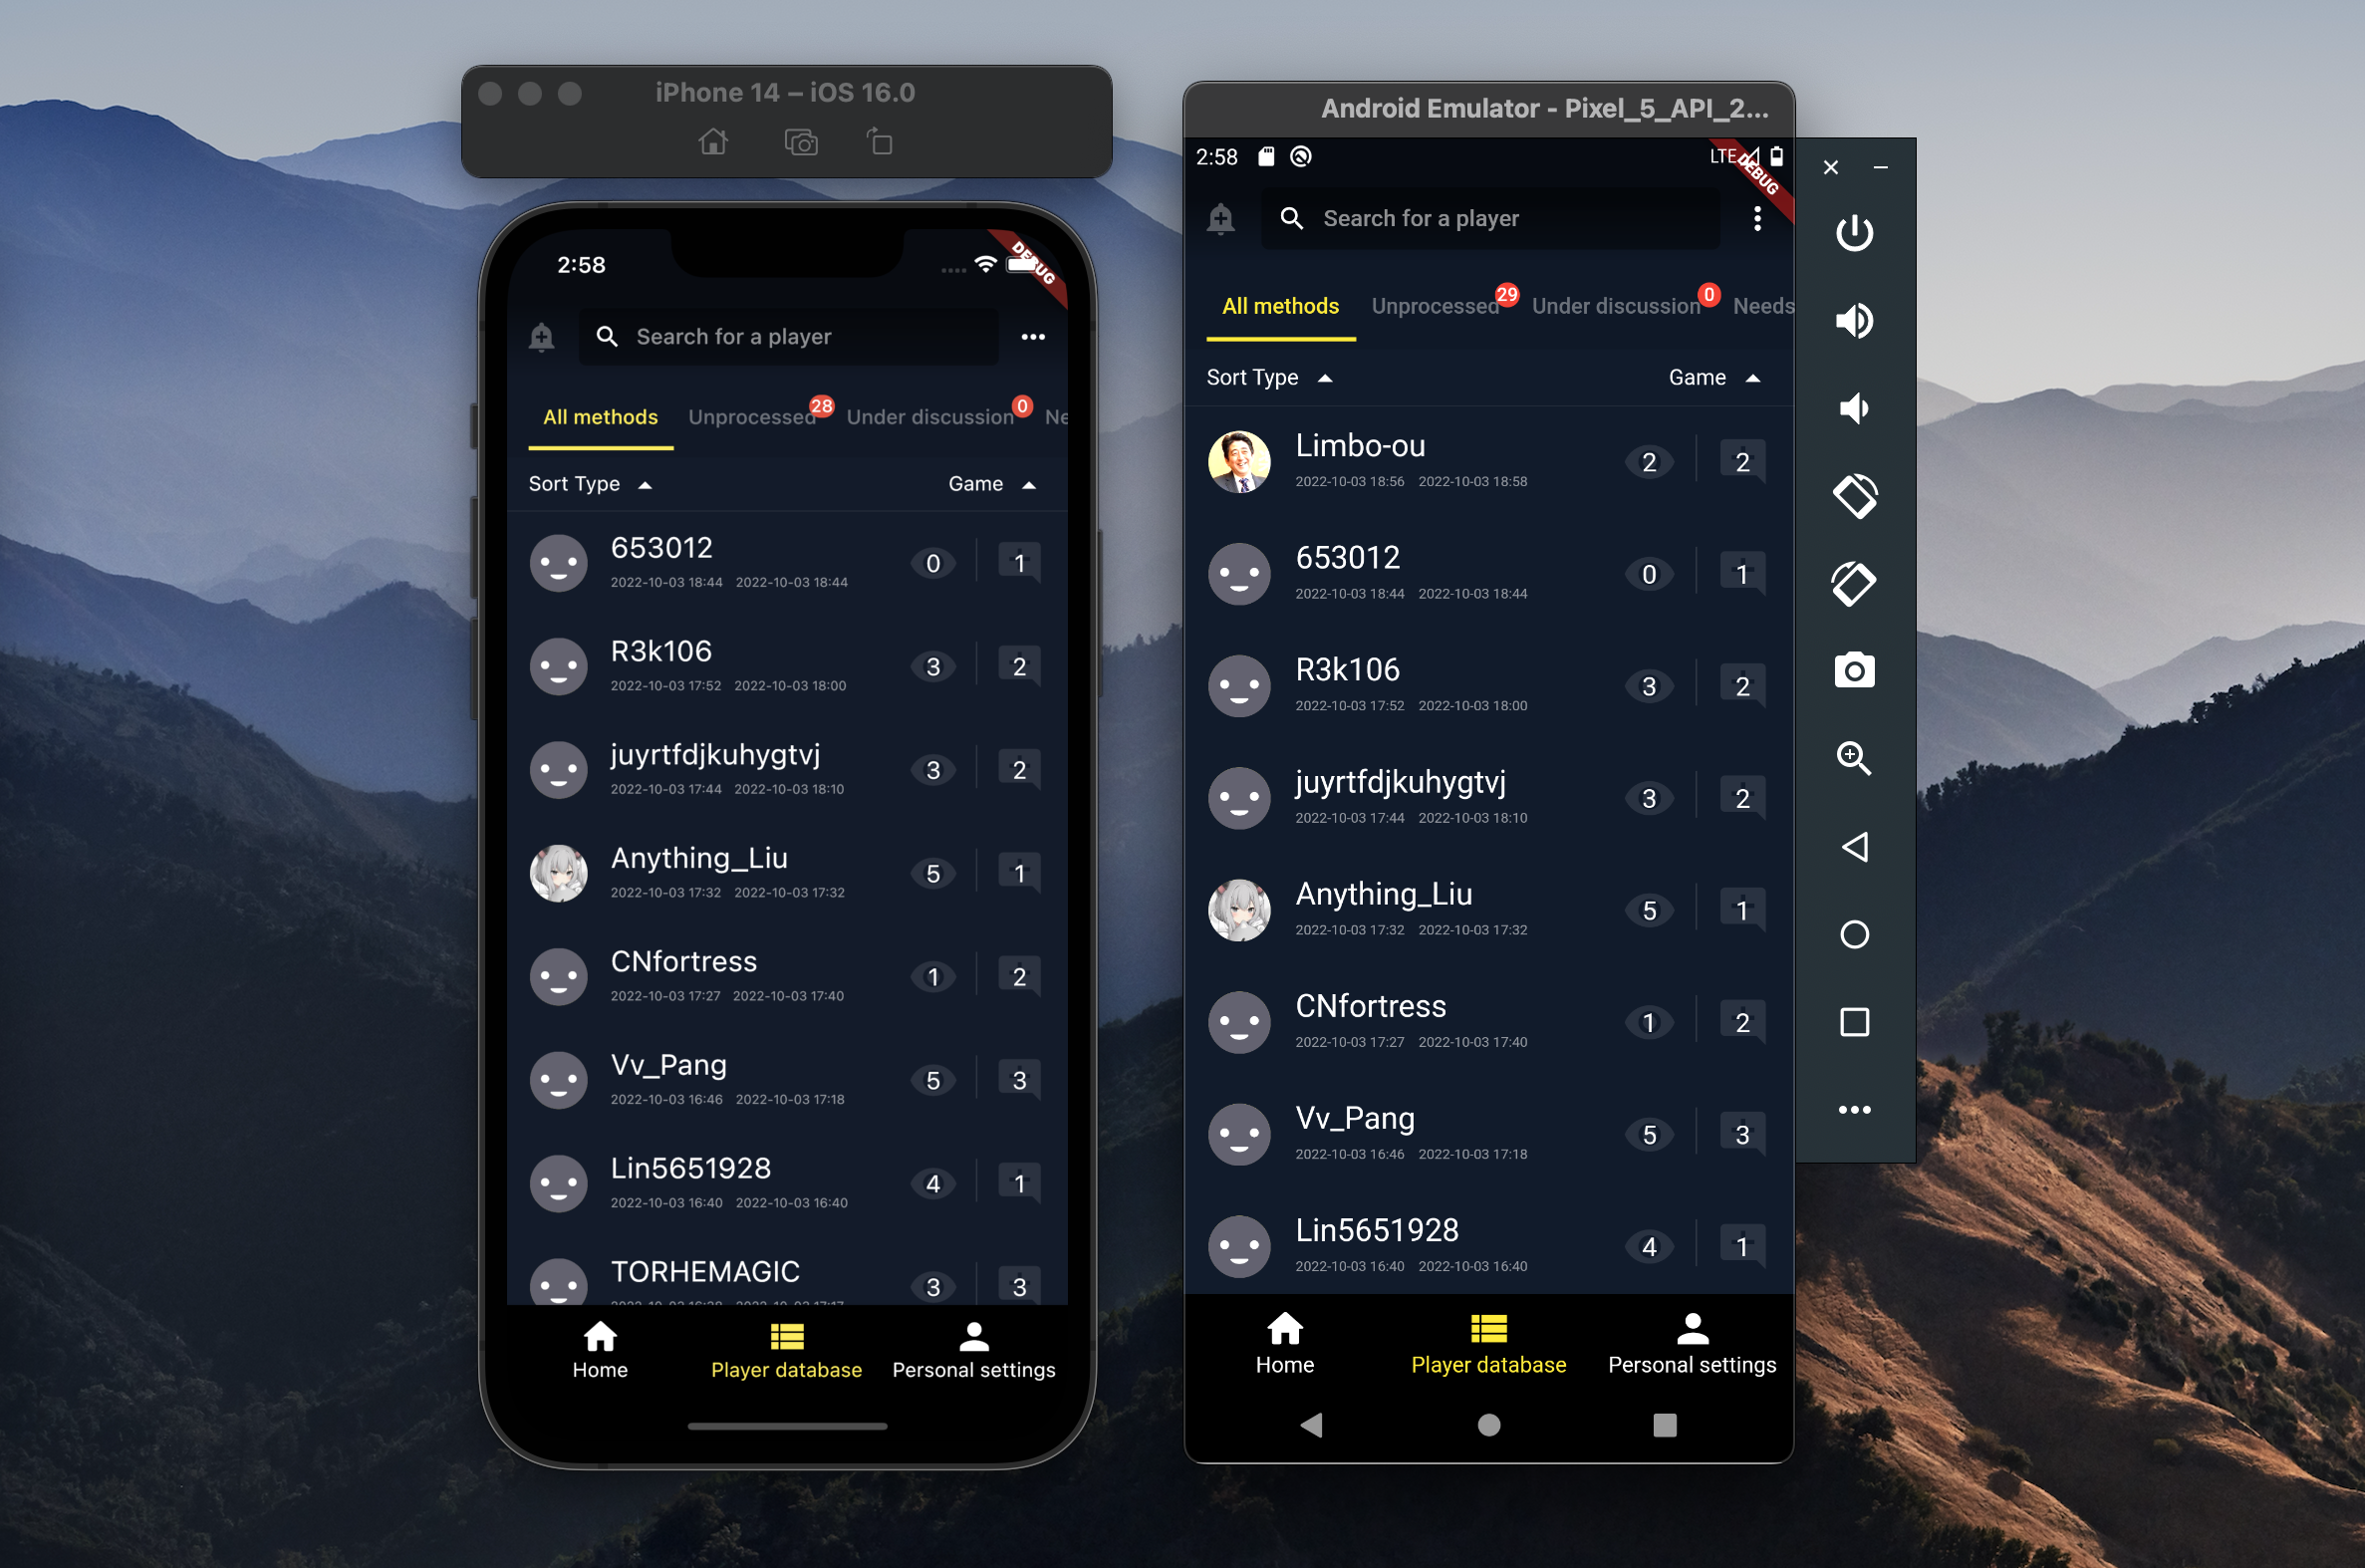 iPhone 14 – iOS 16.0
2:58
DEBUG
Search for a player
All methods Unprocessed 28 Under discussion 0 Ne
Sort Type Game
653012
2022-10-03 18:44 2022-10-03 18:44
0 1
R3k106
2022-10-03 17:52 2022-10-03 18:00
3 2
juyrtfdjkuhygtvj
2022-10-03 17:44 2022-10-03 18:10
3 2
Anything_Liu
2022-10-03 17:32 2022-10-03 17:32
5 1
CNfortress
2022-10-03 17:27 2022-10-03 17:40
1 2
Vv_Pang
2022-10-03 16:46 2022-10-03 17:18
5 3
Lin5651928
2022-10-03 16:40 2022-10-03 16:40
4 1
TORHEMAGIC
3 3
Home Player database Personal settings
Android Emulator - Pixel_5_API_2...
2:58 LTE
DEBUG
Search for a player
All methods Unprocessed 29 Under discussion 0 Needs
Sort Type Game
Limbo-ou
2022-10-03 18:56 2022-10-03 18:58
2 2
653012
2022-10-03 18:44 2022-10-03 18:44
0 1
R3k106
2022-10-03 17:52 2022-10-03 18:00
3 2
juyrtfdjkuhygtvj
2022-10-03 17:44 2022-10-03 18:10
3 2
Anything_Liu
2022-10-03 17:32 2022-10-03 17:32
5 1
CNfortress
2022-10-03 17:27 2022-10-03 17:40
1 2
Vv_Pang
2022-10-03 16:46 2022-10-03 17:18
5 3
Lin5651928
2022-10-03 16:40 2022-10-03 16:40
4 1
Home Player database Personal settings